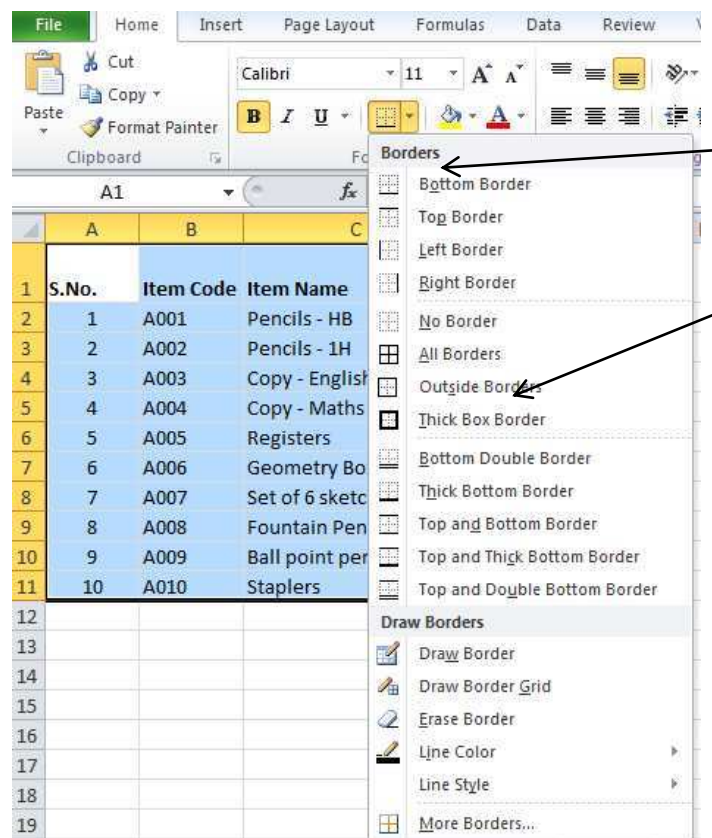 File Home Insert Page Layout Formulas Data Review
Cut
Calibri 11 A A
Copy
Paste
B I U A
Format Painter
Clipboard
A1 fx
A B C
1 S.No. Item Code Item Name
2 1 A001 Pencils - HB
3 2 A002 Pencils - 1H
4 3 A003 Copy - English
5 4 A004 Copy - Maths
6 5 A005 Registers
7 6 A006 Geometry Bo
8 7 A007 Set of 6 sketc
9 8 A008 Fountain Pen
10 9 A009 Ball point per
11 10 A010 Staplers
12
13
14
15
16
17
18
19
Borders
Bottom Border
Top Border
Left Border
Right Border
No Border
All Borders
Outside Borders
Thick Box Border
Bottom Double Border
Thick Bottom Border
Top and Bottom Border
Top and Thick Bottom Border
Top and Double Bottom Border
Draw Borders
Draw Border
Draw Border Grid
Erase Border
Line Color
Line Style
More Borders...